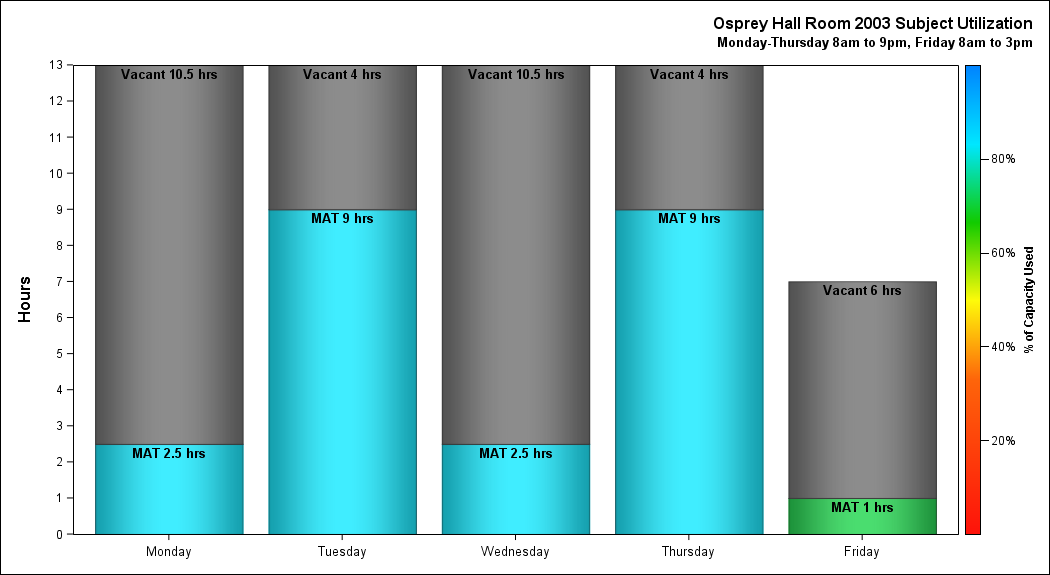 Osprey Hall Room 2003 Subject Utilization
Monday-Thursday 8am to 9pm, Friday 8am to 3pm
Hours
13
12
11
10
9
8
7
6
5
4
3
2
1
0
Vacant 10.5 hrs
MAT 2.5 hrs
Vacant 4 hrs
MAT 9 hrs
Vacant 10.5 hrs
MAT 2.5 hrs
Vacant 4 hrs
MAT 9 hrs
Vacant 6 hrs
MAT 1 hrs
Monday
Tuesday
Wednesday
Thursday
Friday
80%
60%
40%
20%
% of Capacity Used